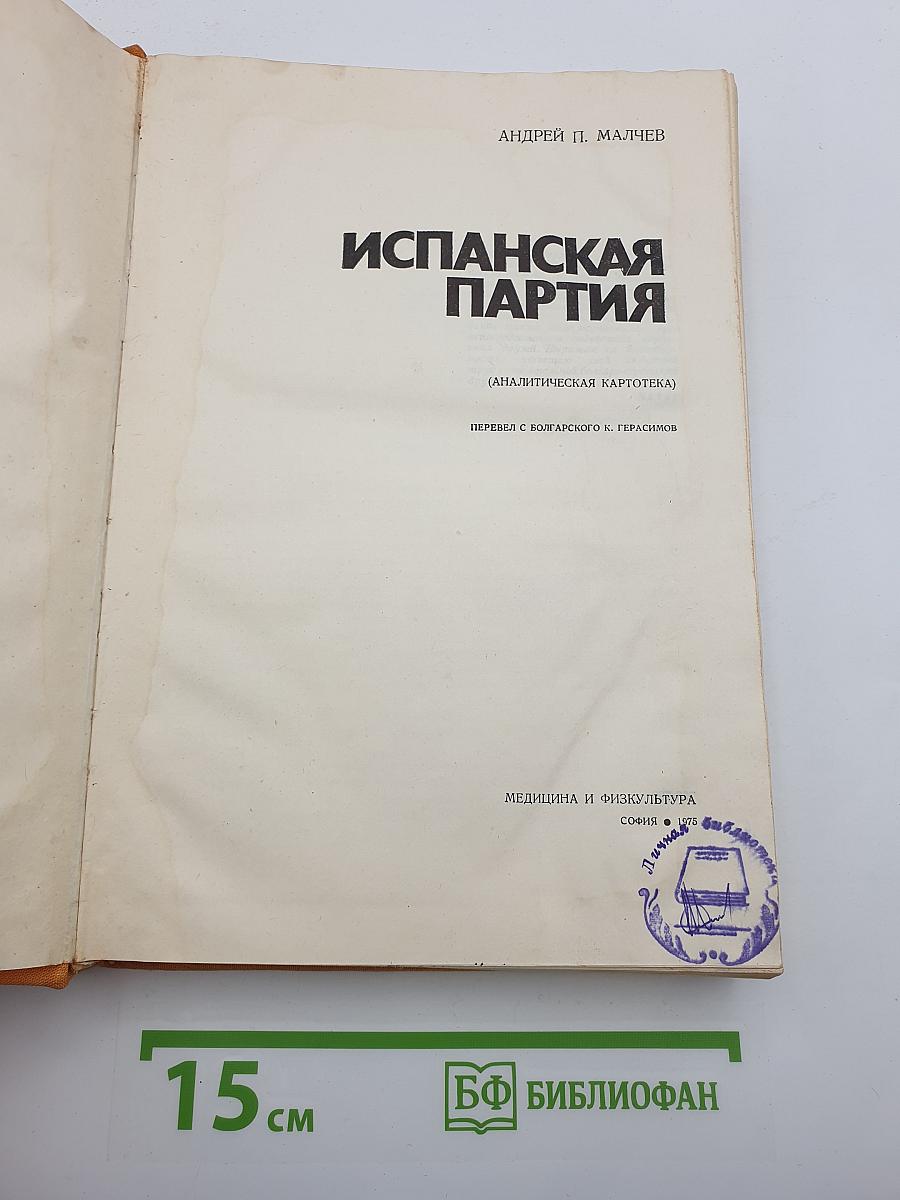 АНДРЕЙ П. МАЛЧЕВ
ИСПАНСКАЯ
ПАРТИЯ
(АНАЛИТИЧЕСКАЯ КАРТОТЕКА)
ПЕРЕВЕЛ С БОЛГАРСКОГО К. ГЕРАСИМОВ
МЕДИЦИНА И ФИЗКУЛЬТУРА
СОФИЯ ● 1975
Личная библиотека
15 см
БФ БИБЛИОФАН